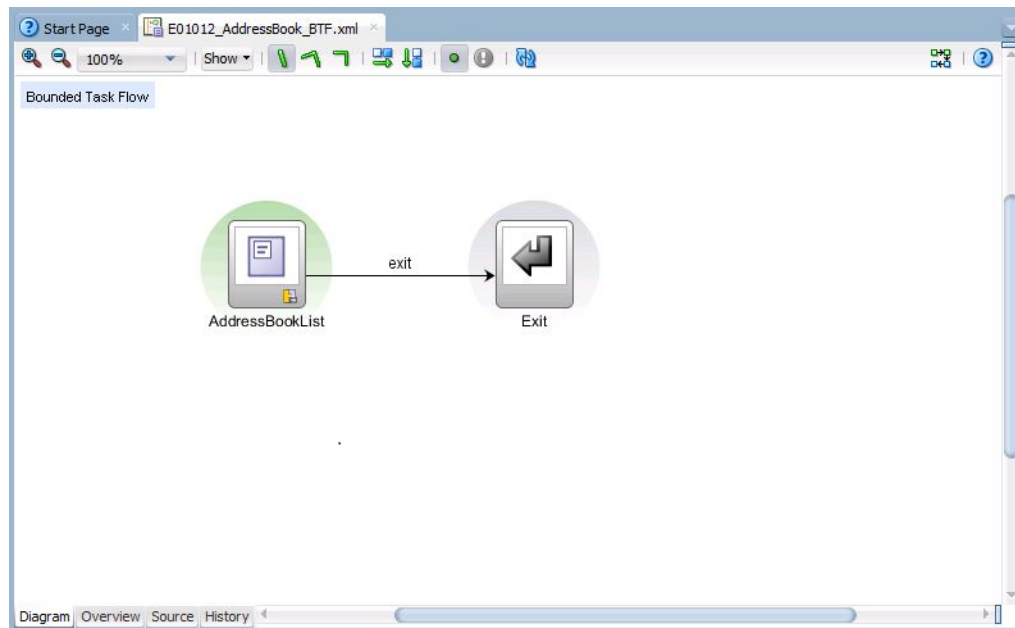 Start Page E01012_AddressBook_BTF.xml
100% Show
Bounded Task Flow
exit
AddressBookList Exit
Diagram Overview Source History